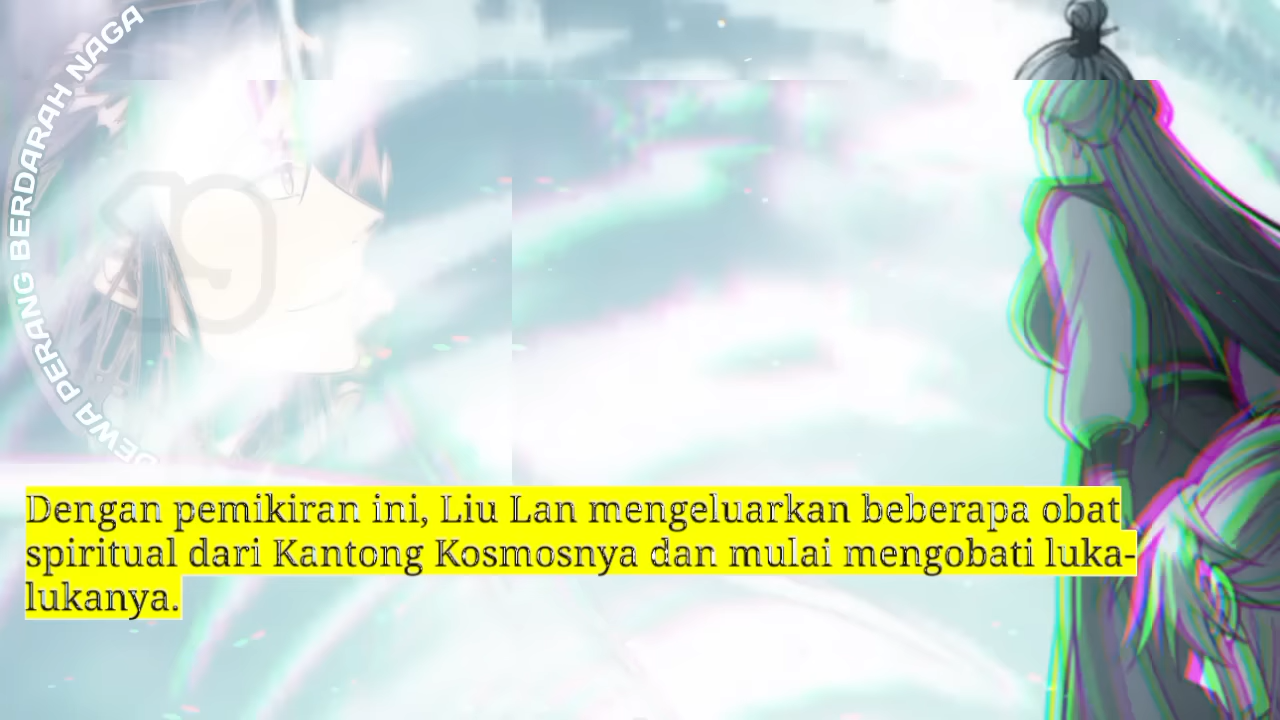 DEWA PERANG BERDARAH NAGA
Dengan pemikiran ini, Liu Lan mengeluarkan beberapa obat
spiritual dari Kantong Kosmosnya dan mulai mengobati luka-
lukanya.